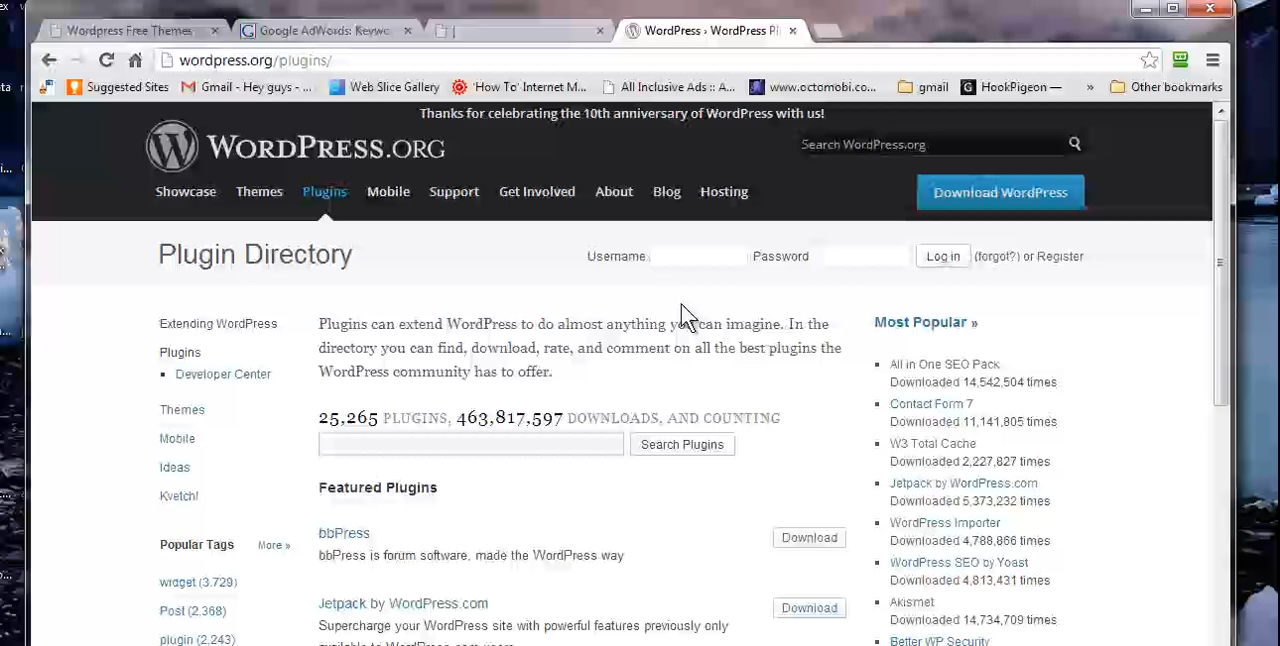 Wordpress Free Themes
Google AdWords: Keywo
WordPress › WordPress Pl
wordpress.org/plugins/
Suggested Sites
Gmail - Hey guys - ...
Web Slice Gallery
'How To' Internet M...
All Inclusive Ads :: A...
www.octomobi.co...
gmail
HookPigeon —
»
Other bookmarks
Thanks for celebrating the 10th anniversary of WordPress with us!
WORDPRESS.ORG
Search WordPress.org
Showcase Themes Plugins Mobile Support Get Involved About Blog Hosting
Download WordPress
Plugin Directory
Username Password Log in (forgot?) or Register
Extending WordPress
Plugins
Developer Center
Themes
Mobile
Ideas
Kvetch!
Popular Tags More »
widget (3,729)
Post (2,368)
plugin (2,243)
Plugins can extend WordPress to do almost anything you can imagine. In the
directory you can find, download, rate, and comment on all the best plugins the
WordPress community has to offer.
25,265 PLUGINS, 463,817,597 DOWNLOADS, AND COUNTING
Search Plugins
Featured Plugins
bbPress
Download
bbPress is forum software, made the WordPress way
Jetpack by WordPress.com
Download
Supercharge your WordPress site with powerful features previously only
available to WordPress.com users
Most Popular »
All in One SEO Pack
Downloaded 14,542,504 times
Contact Form 7
Downloaded 11,141,805 times
W3 Total Cache
Downloaded 2,227,827 times
Jetpack by WordPress.com
Downloaded 5,373,232 times
WordPress Importer
Downloaded 4,788,866 times
WordPress SEO by Yoast
Downloaded 4,813,431 times
Akismet
Downloaded 14,734,709 times
Better WP Security